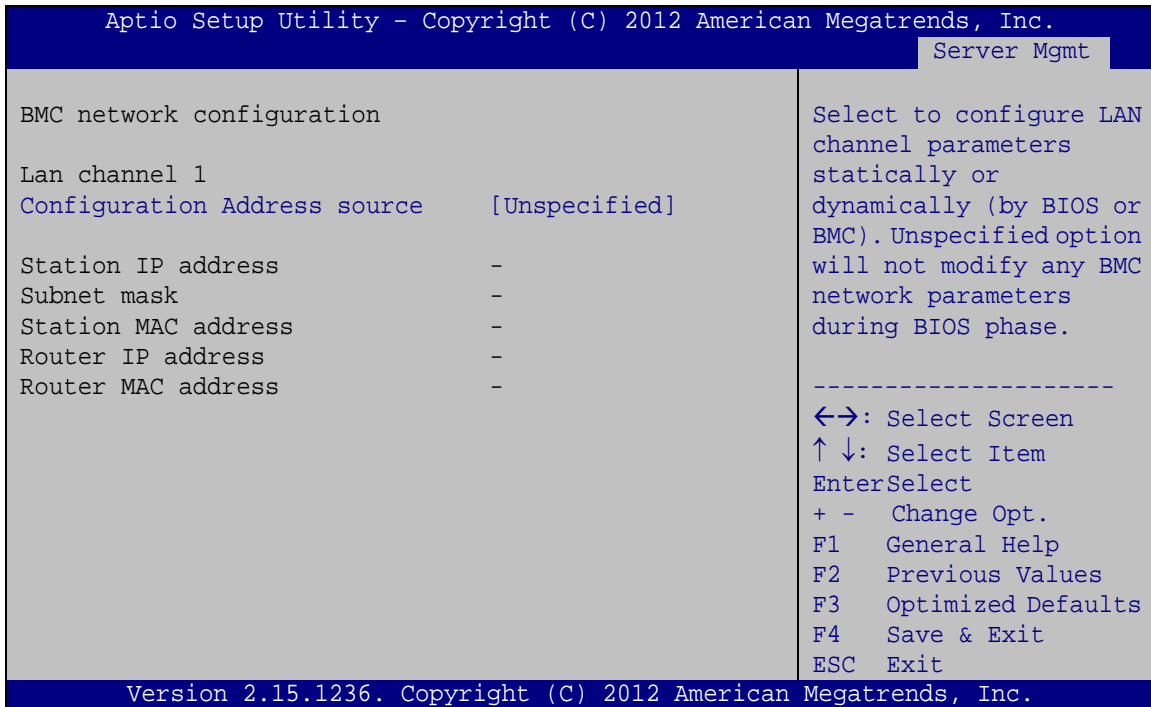 Aptio Setup Utility – Copyright (C) 2012 American Megatrends, Inc.
Server Mgmt
BMC network configuration
Lan channel 1
Configuration Address source [Unspecified]
Station IP address -
Subnet mask -
Station MAC address -
Router IP address -
Router MAC address -
Select to configure LAN
channel parameters
statically or
dynamically (by BIOS or
BMC). Unspecified option
will not modify any BMC
network parameters
during BIOS phase.
---------------------
←→: Select Screen
↑ ↓: Select Item
EnterSelect
+ - Change Opt.
F1 General Help
F2 Previous Values
F3 Optimized Defaults
F4 Save & Exit
ESC Exit
Version 2.15.1236. Copyright (C) 2012 American Megatrends, Inc.